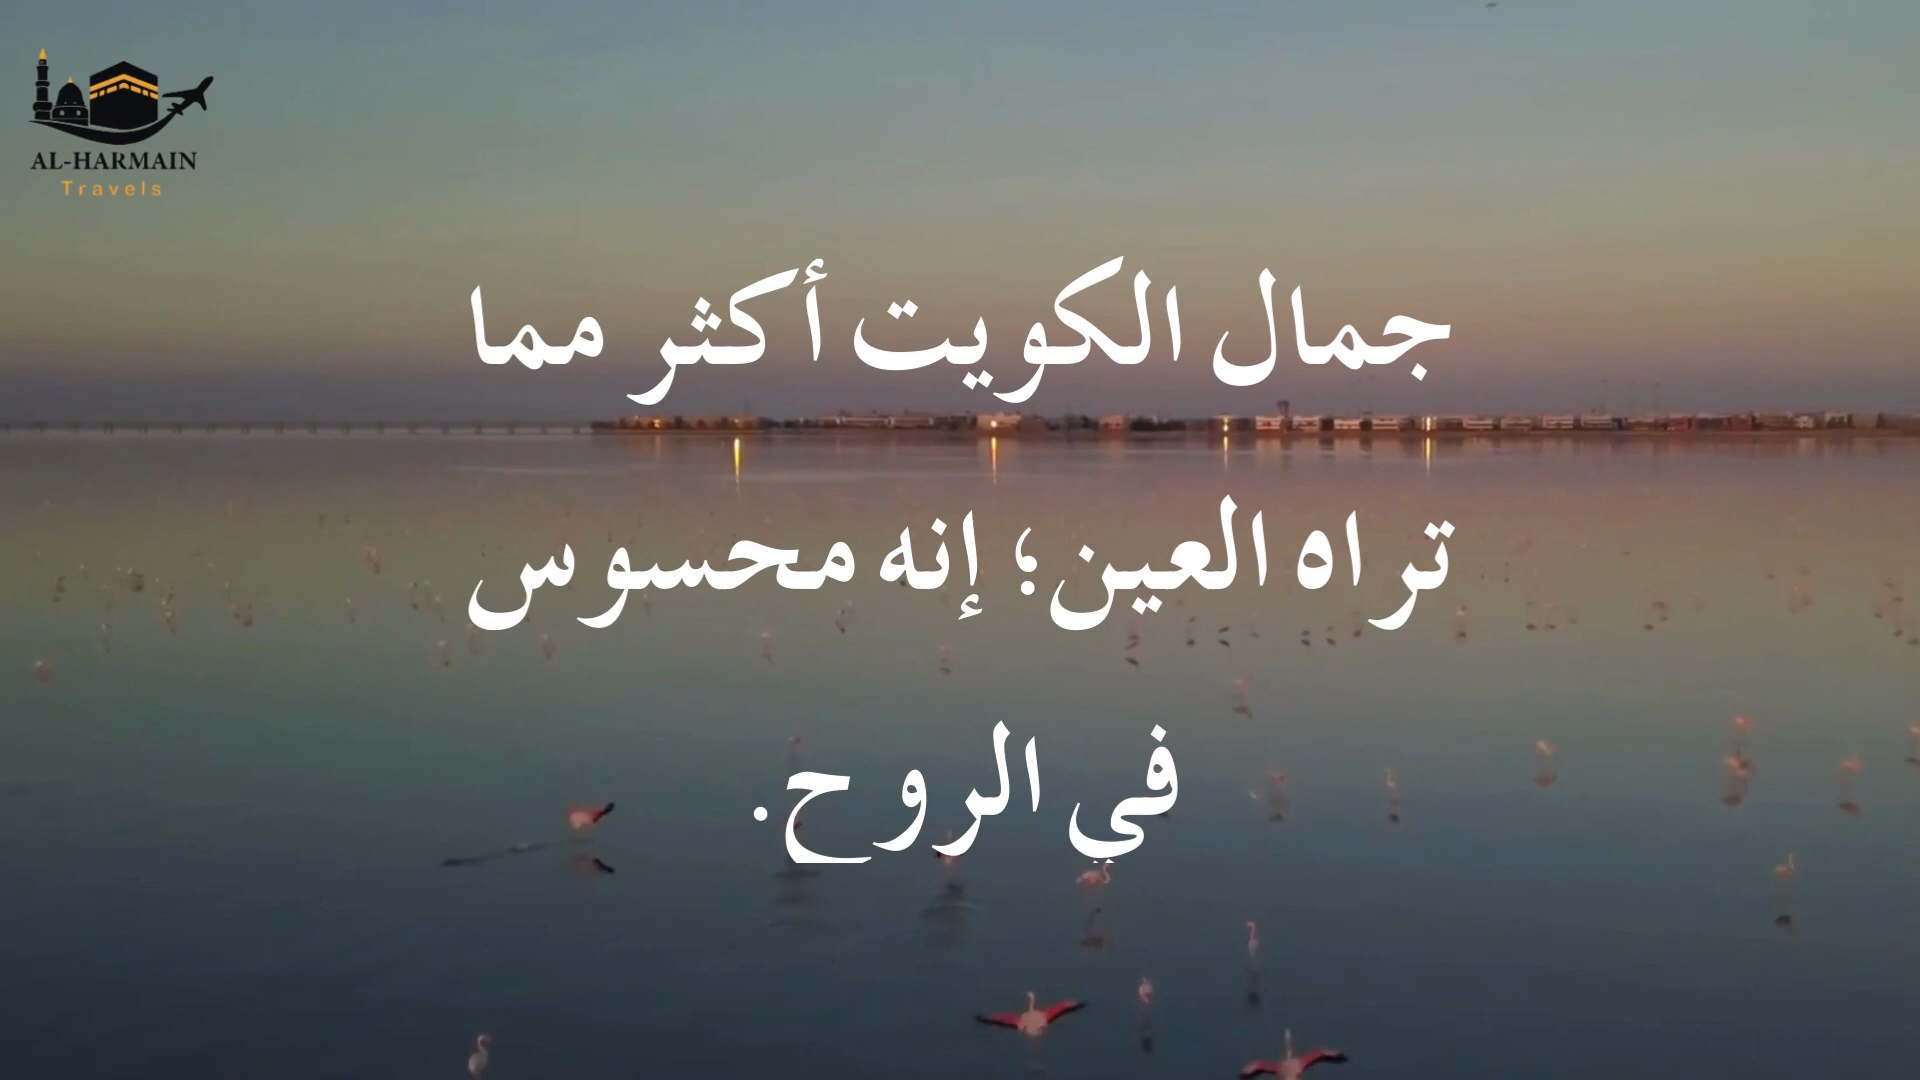 AL-HARMAIN
Travels
جمال الكويت أكثر مما
تراه العين؛ إنه محسوس
في الروح.